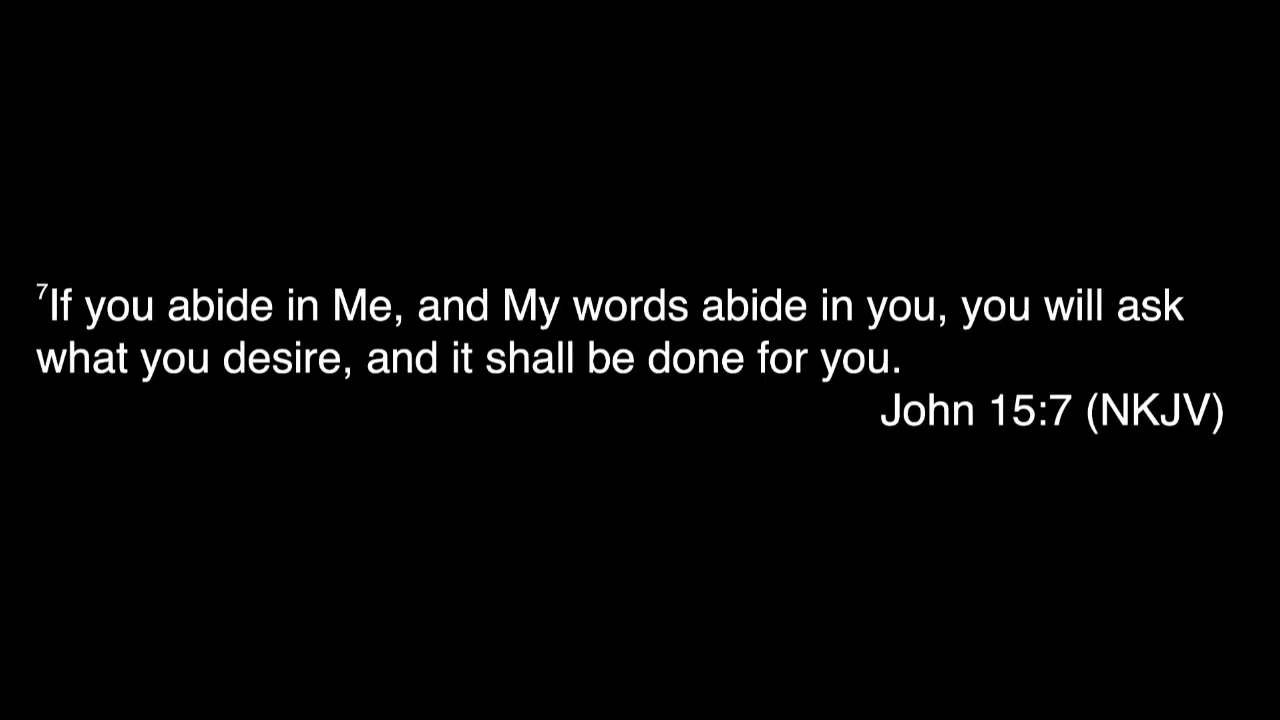 ⁷If you abide in Me, and My words abide in you, you will ask
what you desire, and it shall be done for you.
John 15:7 (NKJV)